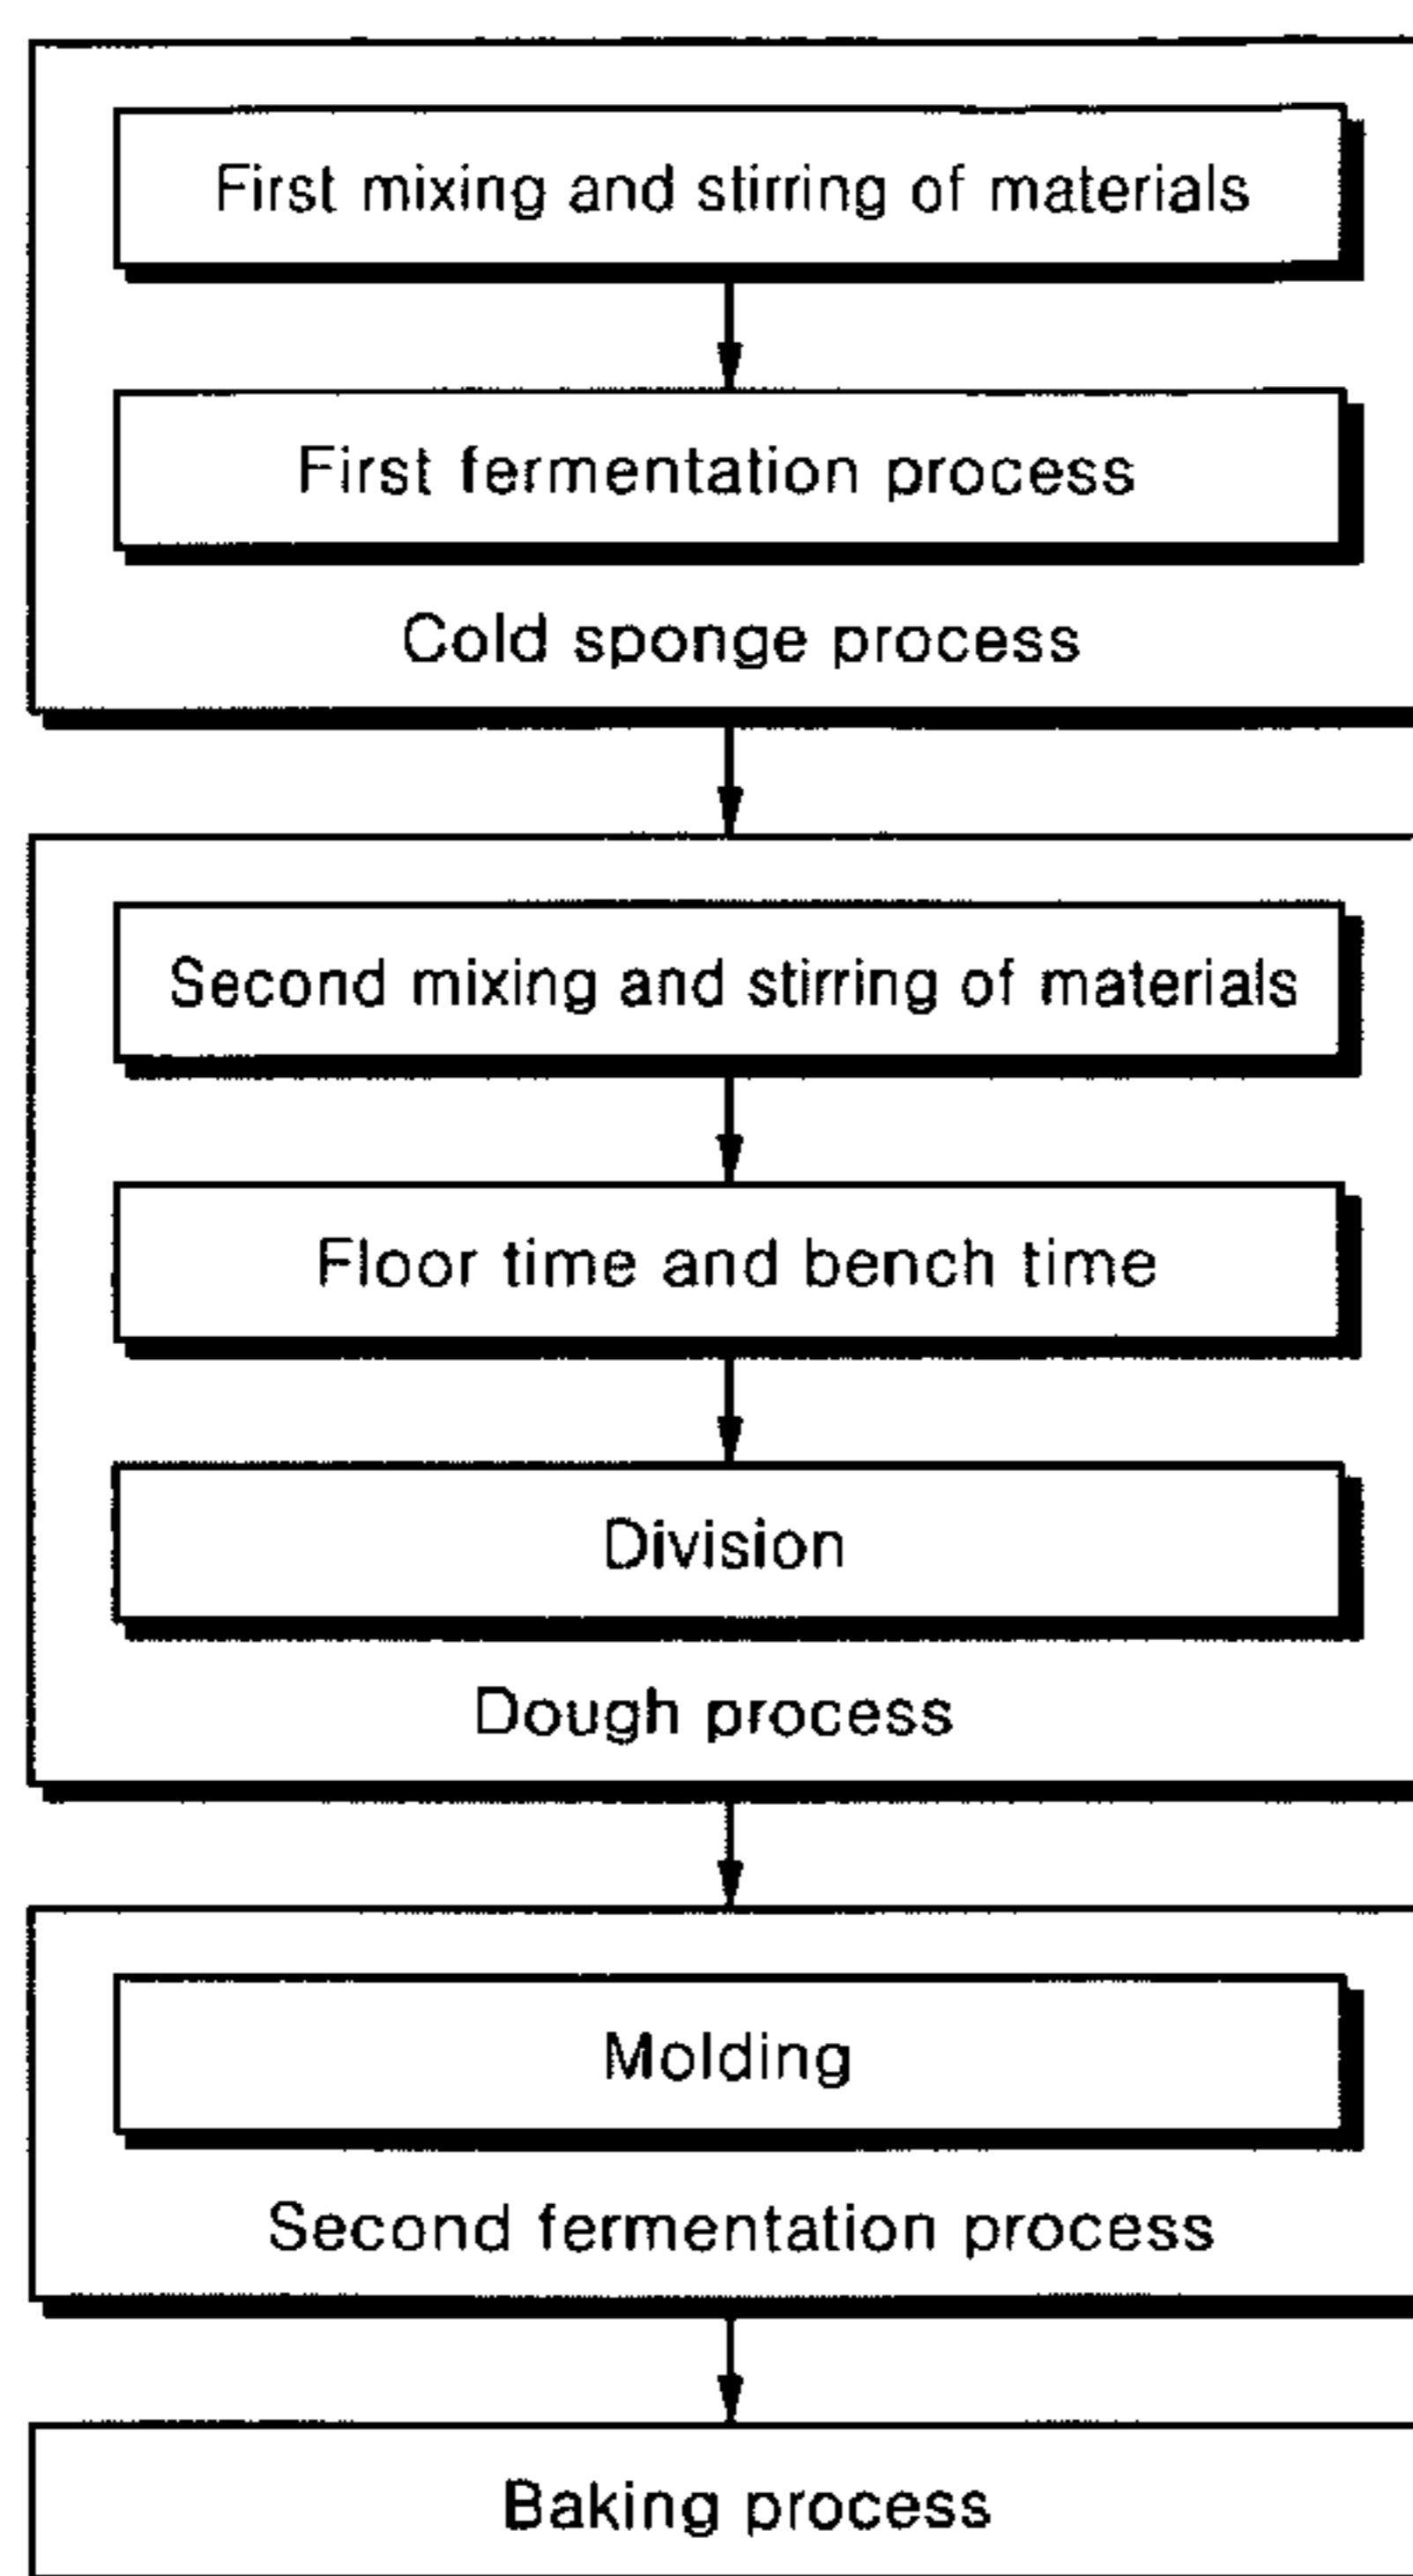 First mixing and stirring of materials
First fermentation process
Cold sponge process
Second mixing and stirring of materials
Floor time and bench time
Division
Dough process
Molding
Second fermentation process
Baking process